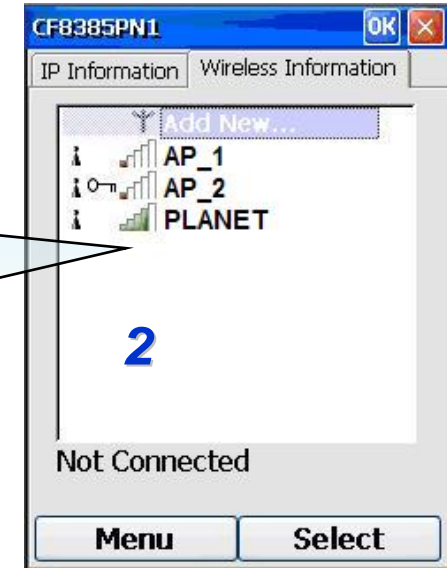 CF8385PN1 OK
IP Information Wireless Information
Add New...
AP_1
AP_2
PLANET
2
Not Connected
Menu Select